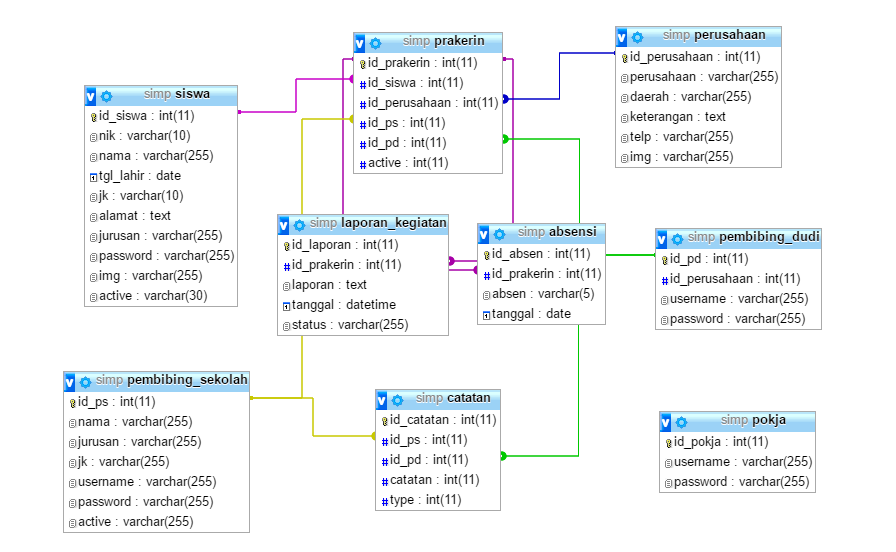 simp prakerin
id_prakerin : int(11)
id_siswa : int(11)
id_perusahaan : int(11)
id_ps : int(11)
id_pd : int(11)
active : int(11)
simp perusahaan
id_perusahaan : int(11)
perusahaan : varchar(255)
daerah : varchar(255)
keterangan : text
telp : varchar(255)
img : varchar(255)
simp siswa
id_siswa : int(11)
nik : varchar(10)
nama : varchar(255)
tgl_lahir : date
jk : varchar(10)
alamat : text
jurusan : varchar(255)
password : varchar(255)
img : varchar(255)
active : varchar(30)
simp laporan_kegiatan
id_laporan : int(11)
id_prakerin : int(11)
laporan : text
tanggal : datetime
status : varchar(255)
simp absensi
id_absen : int(11)
id_prakerin : int(11)
absen : varchar(5)
tanggal : date
simp pembibing_dudi
id_pd : int(11)
id_perusahaan : int(11)
username : varchar(255)
password : varchar(255)
simp pembibing_sekolah
id_ps : int(11)
nama : varchar(255)
jurusan : varchar(255)
jk : varchar(255)
username : varchar(255)
password : varchar(255)
active : varchar(255)
simp catatan
id_catatan : int(11)
id_ps : int(11)
id_pd : int(11)
catatan : int(11)
type : int(11)
simp pokja
id_pokja : int(11)
username : varchar(255)
password : varchar(255)